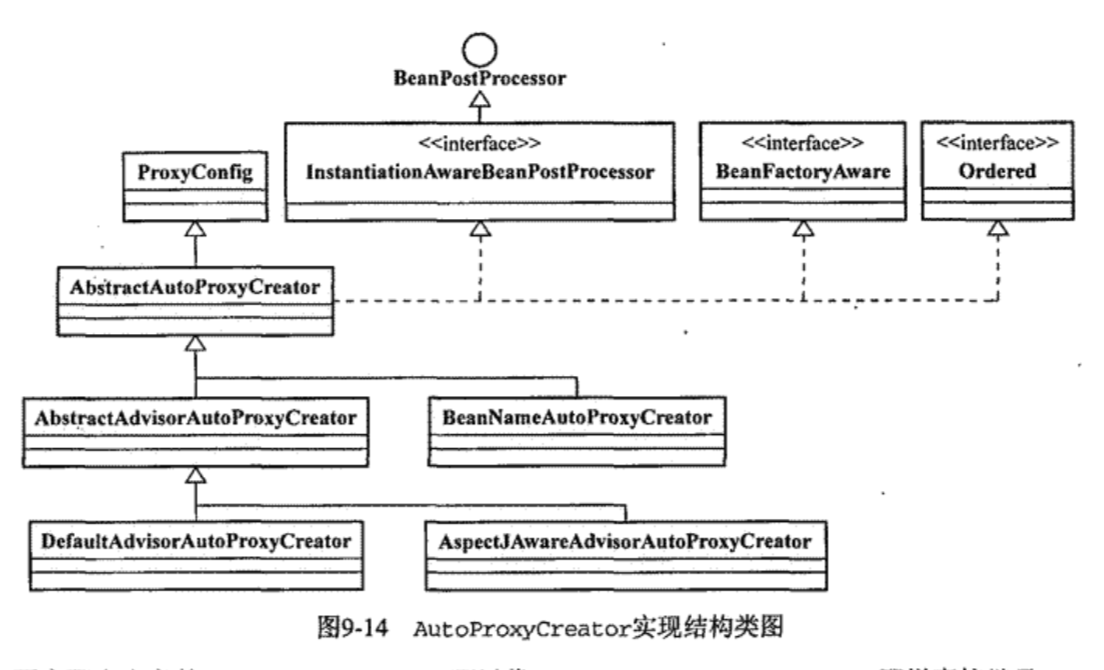 BeanPostProcessor
<<interface>>
InstantiationAwareBeanPostProcessor
<<interface>>
BeanFactoryAware
<<interface>>
Ordered
ProxyConfig
AbstractAutoProxyCreator
AbstractAdvisorAutoProxyCreator
BeanNameAutoProxyCreator
DefaultAdvisorAutoProxyCreator
AspectJAwareAdvisorAutoProxyCreator
图9-14 AutoProxyCreator实现结构类图